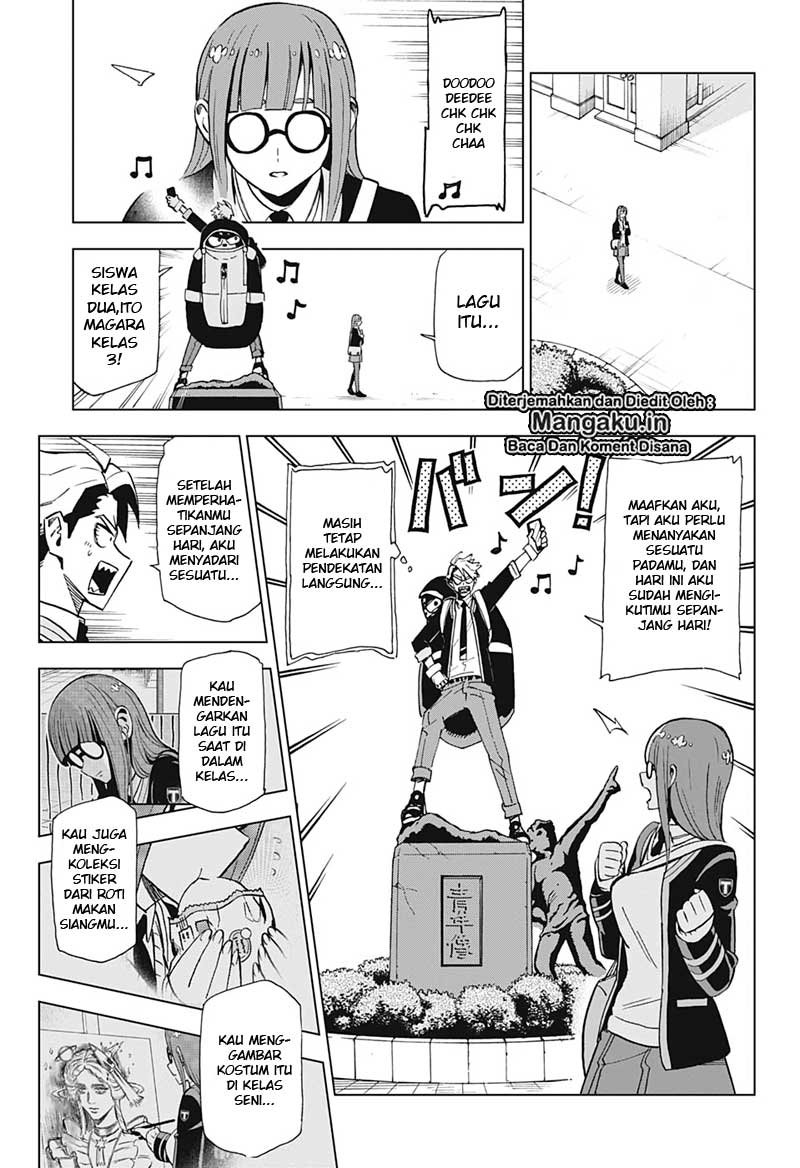 DOODOO
DEEDEE
CHK CHK
CHK
CHAA
LAGU
ITU...
SISWA
KELAS
DUA,ITO
MAGARA
KELAS
3!
Diterjemahkan dan Diedit Oleh :
Mangaku.in
Baca Dan Koment Disana
バン!
MAAFKAN AKU,
TAPI AKU PERLU
MENANYAKAN
SESUATU
PADAMU, DAN
HARI INI AKU
SUDAH MENGI-
KUTIMU SEPAN-
JANG HARI!
MASIH
TETAP
MELAKUKAN
PENDEKATAN
LANGSUNG...
青年像
SETELAH
MEMPERHA-
TIKANMU
SEPANJANG
HARI, AKU
MENYADARI
SESUATU...
KAU
MENDEN-
GARKAN
LAGU ITU
SAAT DI
DALAM
KELAS...
KAU JUGA
MENG-
KOLEKSI
STIKER
DARI ROTI
MAKAN
SIANGMU...
KAU MENG-
GAMBAR
KOSTUM ITU
DI KELAS
SENI...